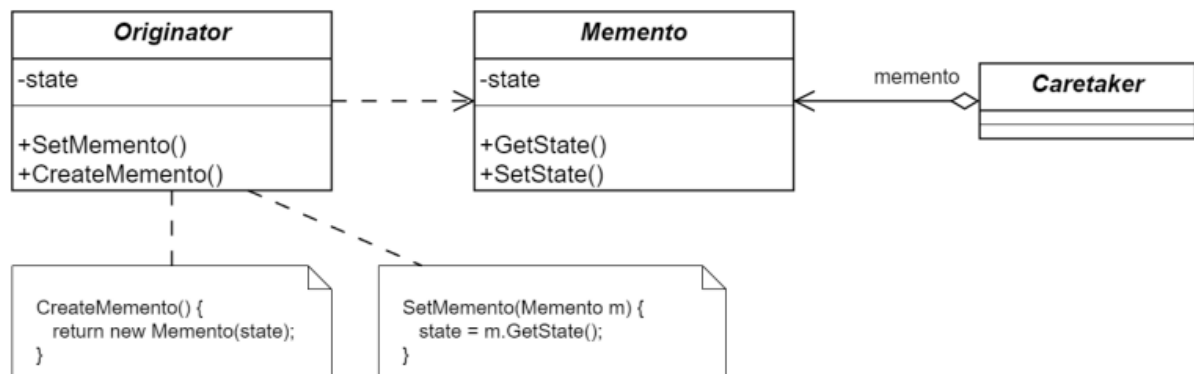 Originator
-state
+SetMemento()
+CreateMemento()
Memento
-state
+GetState()
+SetState()
memento
Caretaker
CreateMemento() {
return new Memento(state);
}
SetMemento(Memento m) {
state = m.GetState();
}